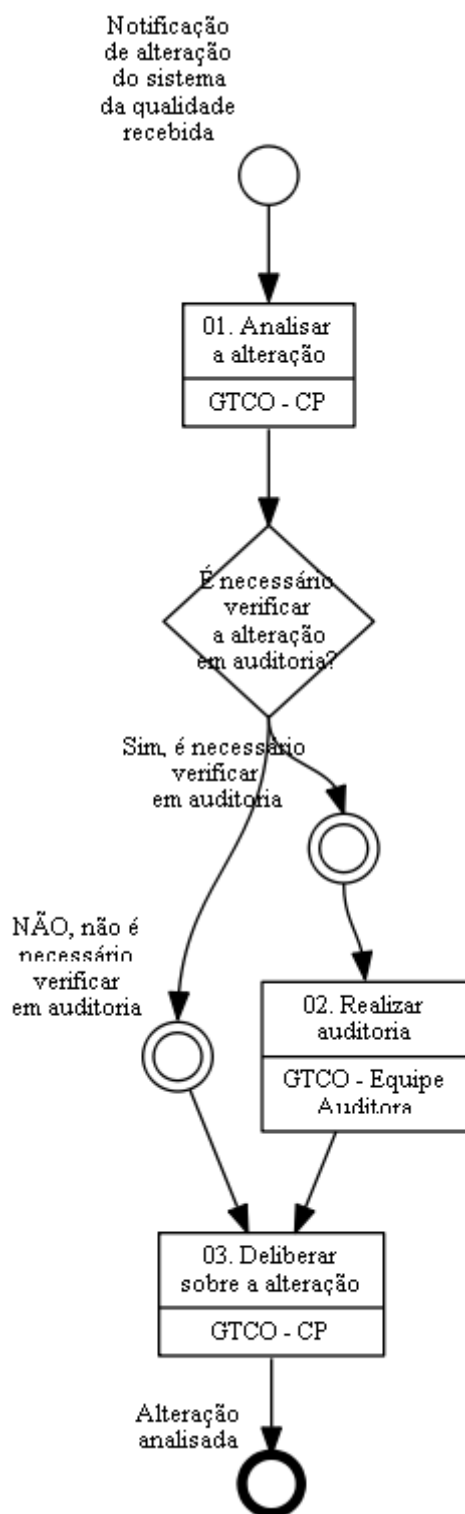 Notificação
de alteração
do sistema
da qualidade
recebida
01. Analisar
a alteração
GTCO - CP
É necessário
verificar
a alteração
em auditoria?
Sim, é necessário
verificar
em auditoria
NÃO, não é
necessário
verificar
em auditoria
02. Realizar
auditoria
GTCO - Equipe
Auditora
03. Deliberar
sobre a alteração
GTCO - CP
Alteração
analisada